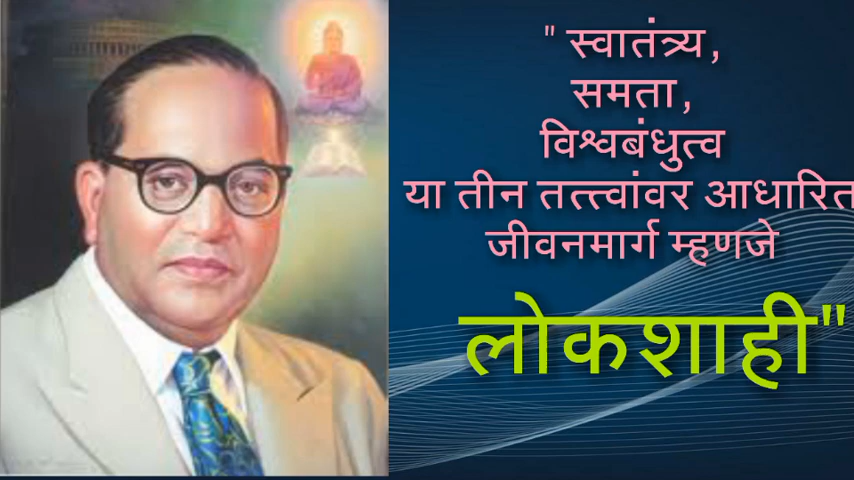 " स्वातंत्र्य,
समता,
विश्वबंधुत्व
या तीन तत्त्वांवर आधारित
जीवनमार्ग म्हणजे
लोकशाही"